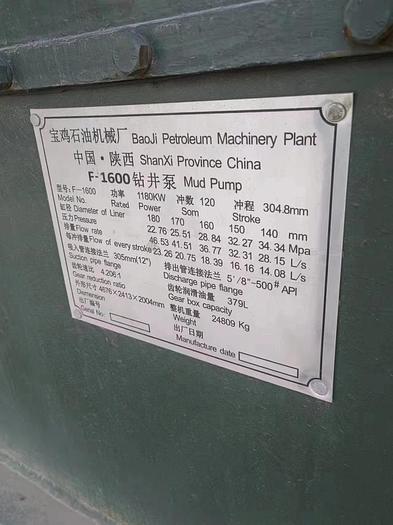 宝鸡石油机械厂 BaoJi Petroleum Machinery Plant
中国·陕西 ShanXi Province China
F-1600 钻井泵 Mud Pump
型号: F-1600 功率 1180KW 冲数 120 冲程 304.8mm
Model No. Rated Power Som Stroke
缸径 Diameter of Liner 180 170 160 150 140 mm
压力 Pressure 22.76 25.51 28.84 32.27 34.34 Mpa
排量 Flow rate 46.53 41.51 36.77 32.31 28.15 L/s
每冲排量 Flow of every stroke 23.26 20.75 18.39 16.16 14.08 L/s
吸入管连接法兰 305mm(12") 排出管连接法兰 5'/8"-500# API
Suction pipe flange Discharge pipe flange
齿轮速比 4.206:1 齿轮润滑油量 379L
Gear reduction ratio Gear box capacity
外形尺寸 4676×2413×2004mm 整机重量 24809 Kg
Diemension Weight
出厂编号 出厂日期
Serial No: Manufacture date